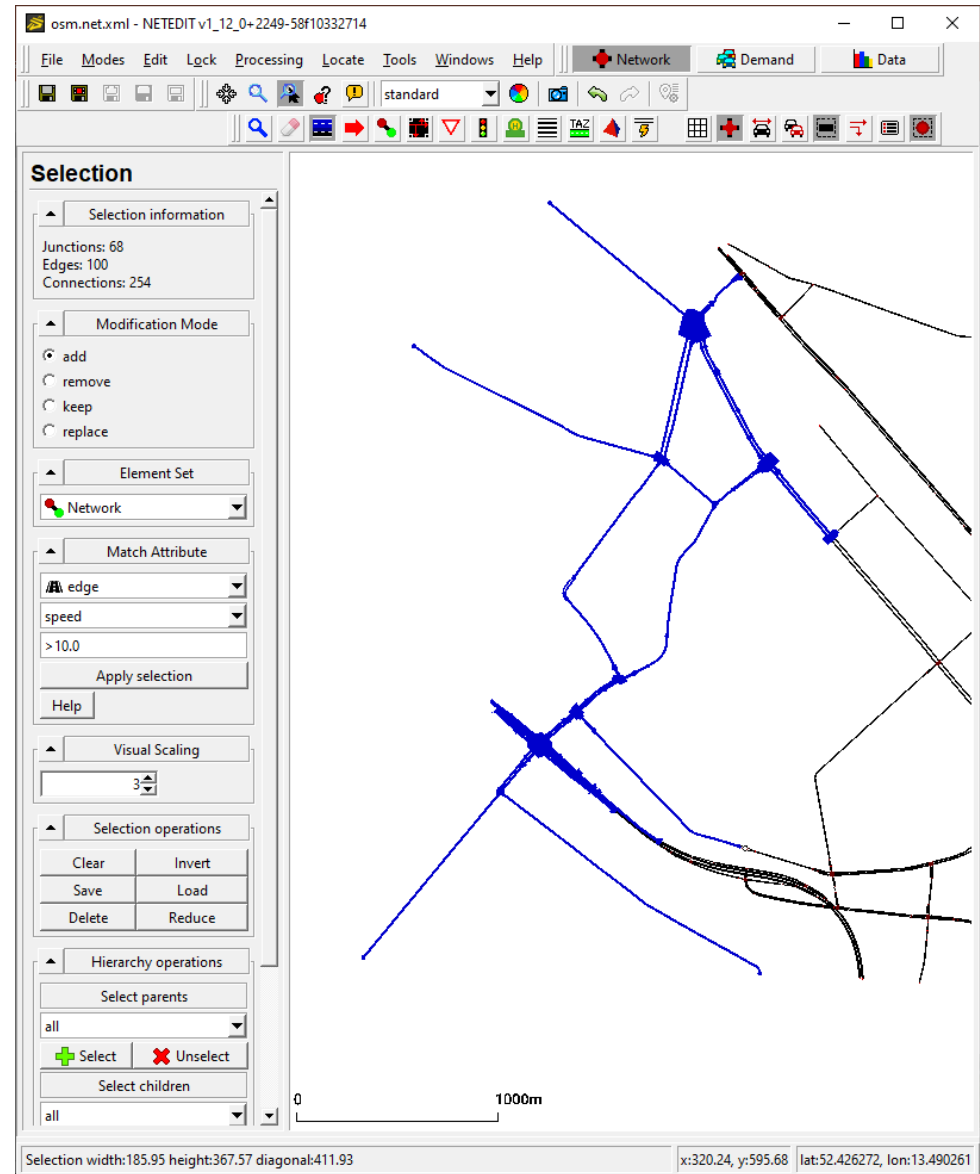 osm.net.xml - NETEDIT v1_12_0+2249-58f10332714
File Modes Edit Lock Processing Locate Tools Windows Help Network Demand Data
standard
TAZ
Selection
Selection information
Junctions: 68
Edges: 100
Connections: 254
Modification Mode
add
remove
keep
replace
Element Set
Network
Match Attribute
edge
speed
>10.0
Apply selection
Help
Visual Scaling
3
Selection operations
Clear Invert
Save Load
Delete Reduce
Hierarchy operations
Select parents
all
Select Unselect
Select children
all
0 1000m
Selection width:185.95 height:367.57 diagonal:411.93 x:320.24, y:595.68 lat:52.426272, lon:13.490261